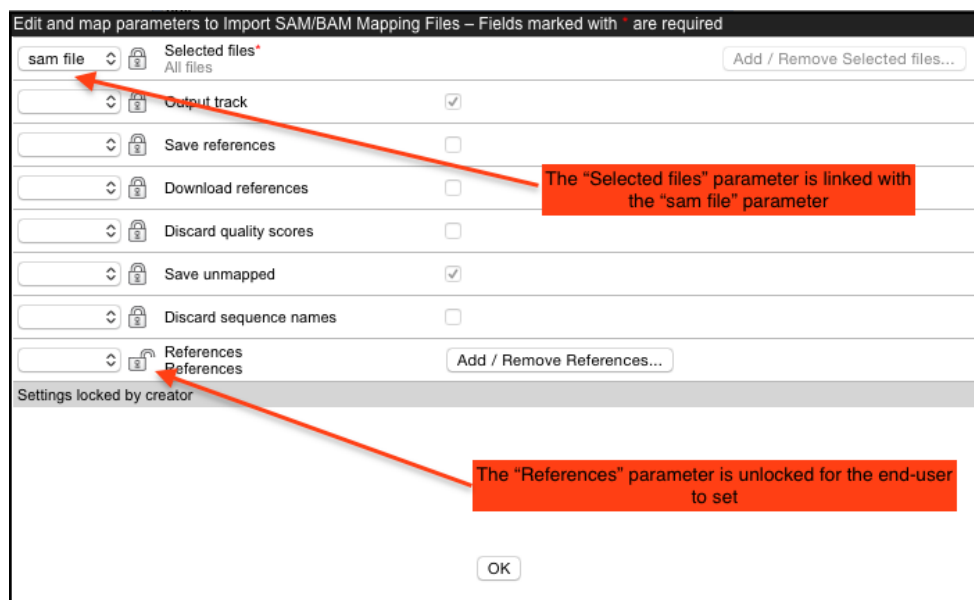 Edit and map parameters to Import SAM/BAM Mapping Files – Fields marked with * are required
sam file
Selected files*
All files
Add / Remove Selected files...
Output track
Save references
Download references
The “Selected files” parameter is linked with
the “sam file” parameter
Discard quality scores
Save unmapped
Discard sequence names
References
References
Add / Remove References...
Settings locked by creator
The “References” parameter is unlocked for the end-user
to set
OK